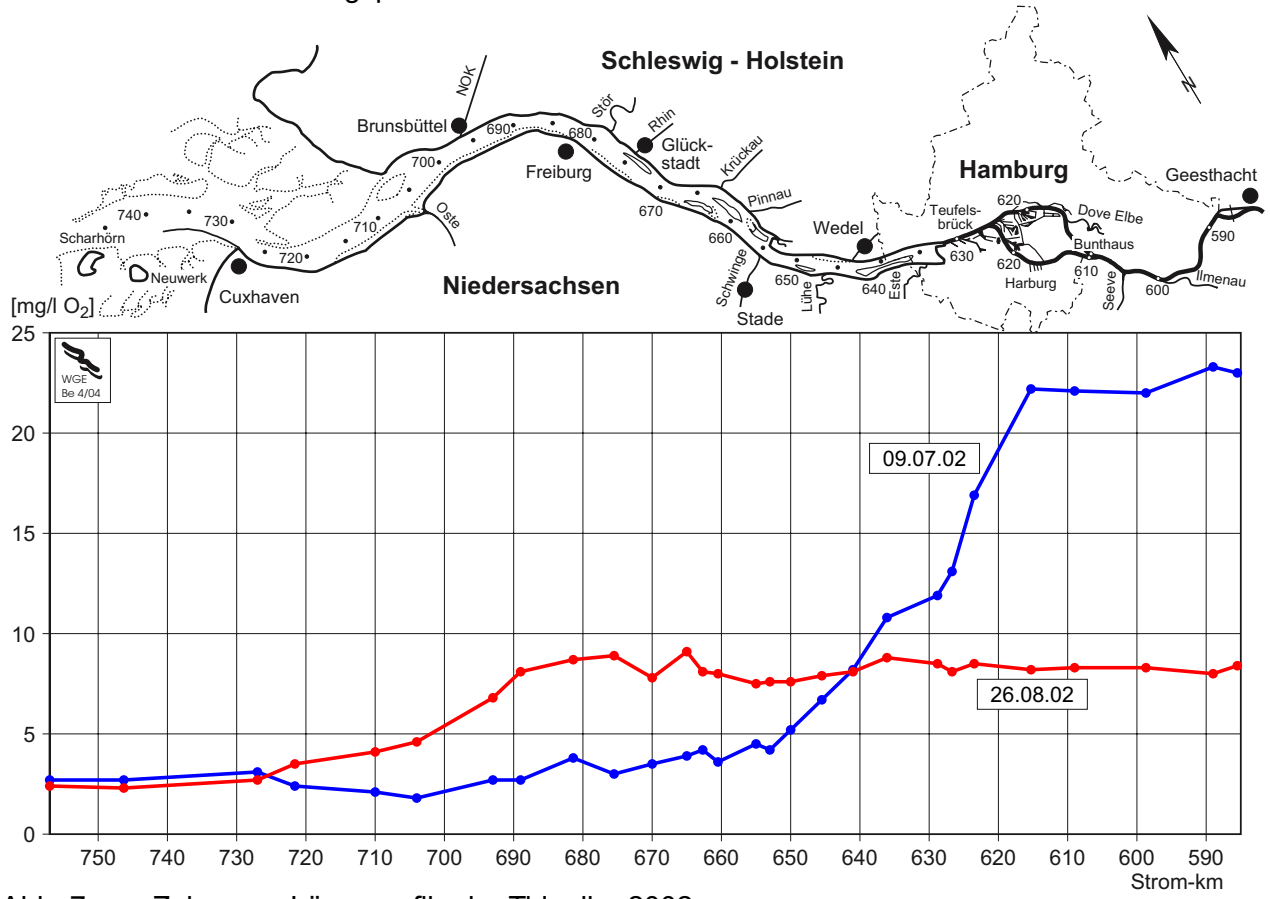 Schleswig - Holstein
NOK
Brunsbüttel
Stör
Rhin
Glück-
stadt
Krückau
Pinnau
Freiburg
690
680
700
670
660
Hamburg
Geesthacht
Teufels-
brück
620
Dove Elbe
Bunthaus
Wedel
N
740
730
Scharhörn
Neuwerk
720
710
Oste
Cuxhaven
Niedersachsen
Schwinge
Stade
650
Lühe
640
Este
630
620
Harburg
610
Seeve
600
Ilmenau
590
[mg/l O2]
25
20
15
10
5
0
WGE
Be 4/04
09.07.02
26.08.02
750 740 730 720 710 700 690 680 670 660 650 640 630 620 610 600 590
Strom-km